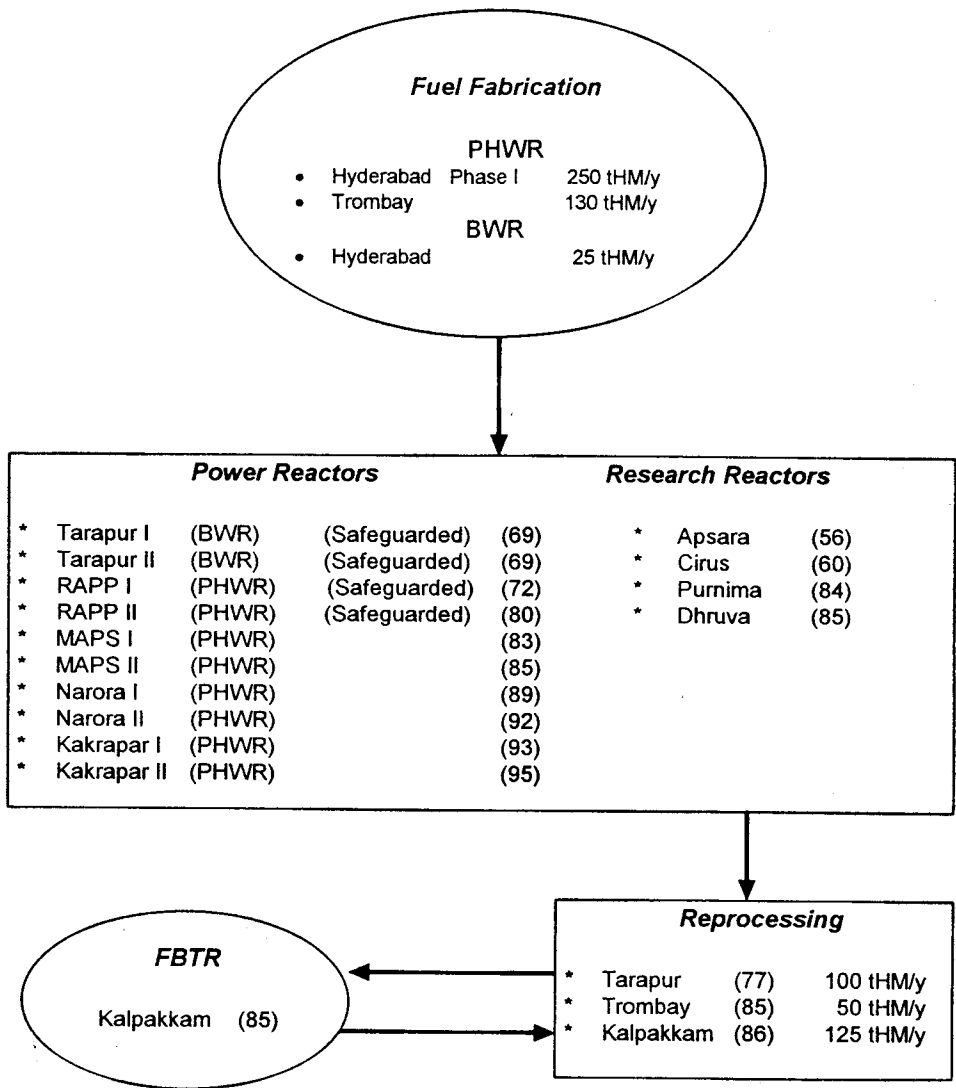 Fuel Fabrication
PHWR
• Hyderabad Phase I 250 tHM/y
• Trombay 130 tHM/y
BWR
• Hyderabad 25 tHM/y
Power Reactors
* Tarapur I (BWR) (Safeguarded) (69)
* Tarapur II (BWR) (Safeguarded) (69)
* RAPP I (PHWR) (Safeguarded) (72)
* RAPP II (PHWR) (Safeguarded) (80)
* MAPS I (PHWR) (83)
* MAPS II (PHWR) (85)
* Narora I (PHWR) (89)
* Narora II (PHWR) (92)
* Kakrapar I (PHWR) (93)
* Kakrapar II (PHWR) (95)
Research Reactors
* Apsara (56)
* Cirus (60)
* Purnima (84)
* Dhruva (85)
FBTR
Kalpakkam (85)
Reprocessing
* Tarapur (77) 100 tHM/y
* Trombay (85) 50 tHM/y
* Kalpakkam (86) 125 tHM/y